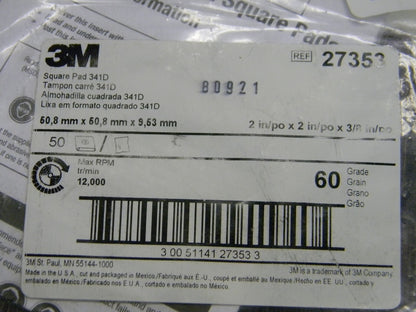 Square Pads
3M
REF 27353
Square Pad 341D
Tampon carré 341D
Almohadilla cuadrada 341D
Lixa em formato quadrado 341D
80921
50,8 mm x 50,8 mm x 9,53 mm
2 in/po x 2 in/po x 3/8 in/po
50
Max RPM
tr/min
12,000
60
Grade
Grain
Grano
Grão
3 00 51141 27353 3
3M St. Paul, MN 55144-1000
3M is a trademark of 3M Company.
Made in the U.S.A., cut and packaged in Mexico./Fabriqué aux É.-U., coupé et emballé au Mexique./Hecho en EE. UU., cortado y
embalado en México./Fabricado nos E.U.A., cortado e embalado no México.